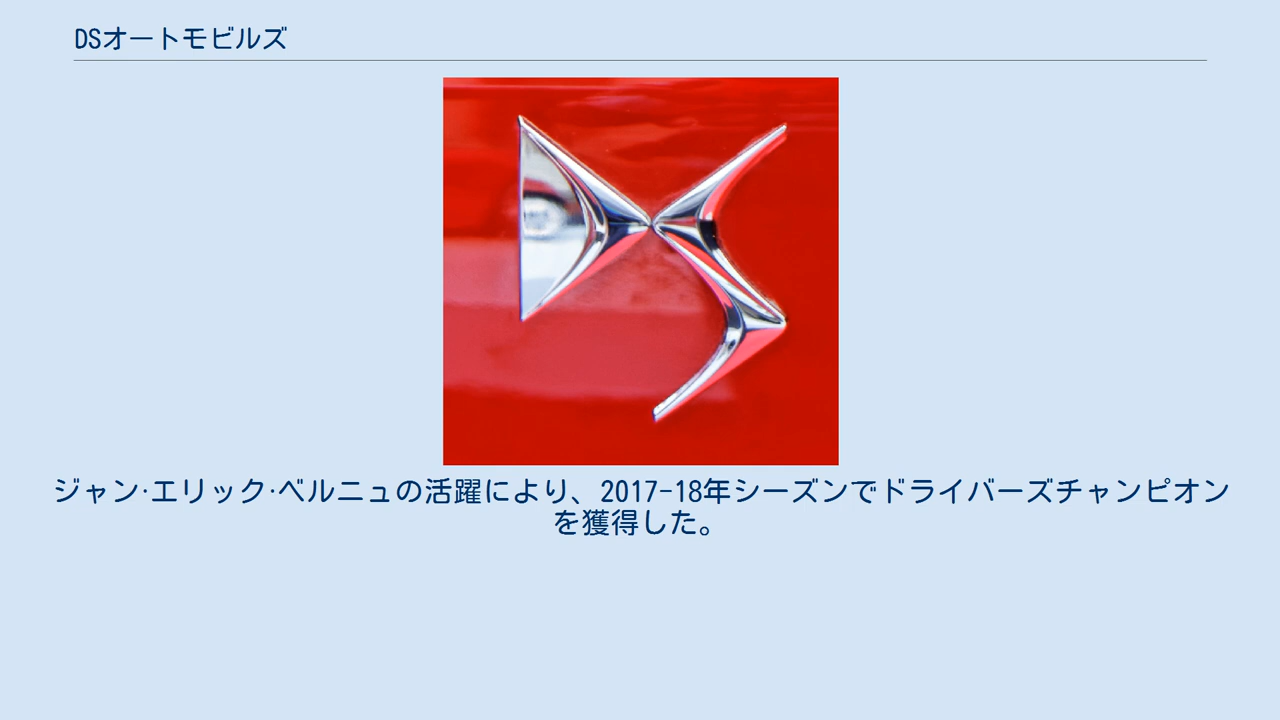 DSオートモビルズ
ジャン·エリック·ベルニュの活躍により、2017-18年シーズンでドライバーズチャンピオン
を獲得した。